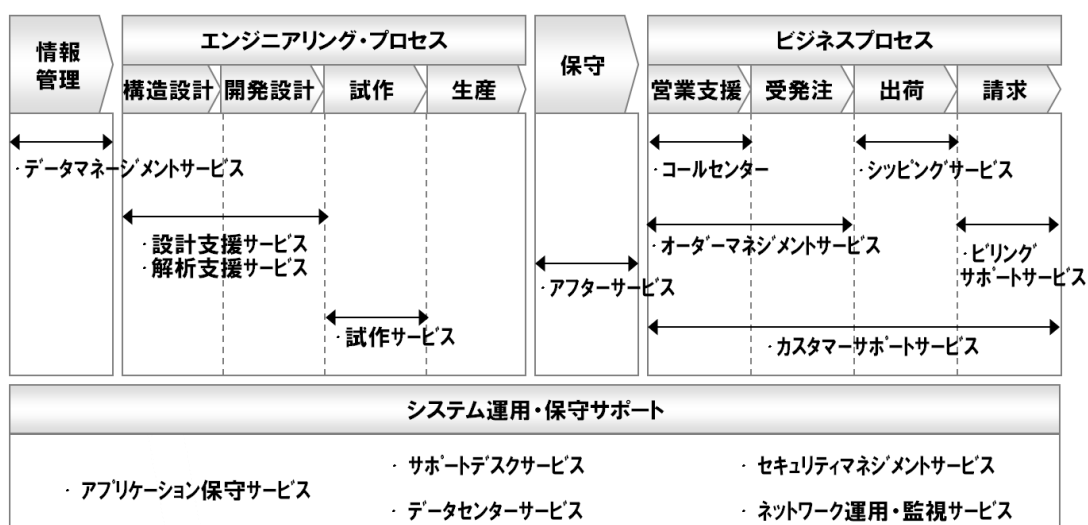 情報
管理
エンジニアリング・プロセス
構造設計 開発設計 試作 生産
保守
ビジネスプロセス
営業支援 受発注 出荷 請求
・データマネージメントサービス
・設計支援サービス
・解析支援サービス
・試作サービス
・アフターサービス
・コールセンター
・シッピングサービス
・オーダーマネジメントサービス
・ビリング
サポートサービス
・カスタマーサポートサービス
システム運用・保守サポート
・アプリケーション保守サービス
・サポートデスクサービス
・データセンターサービス
・セキュリティマネジメントサービス
・ネットワーク運用・監視サービス